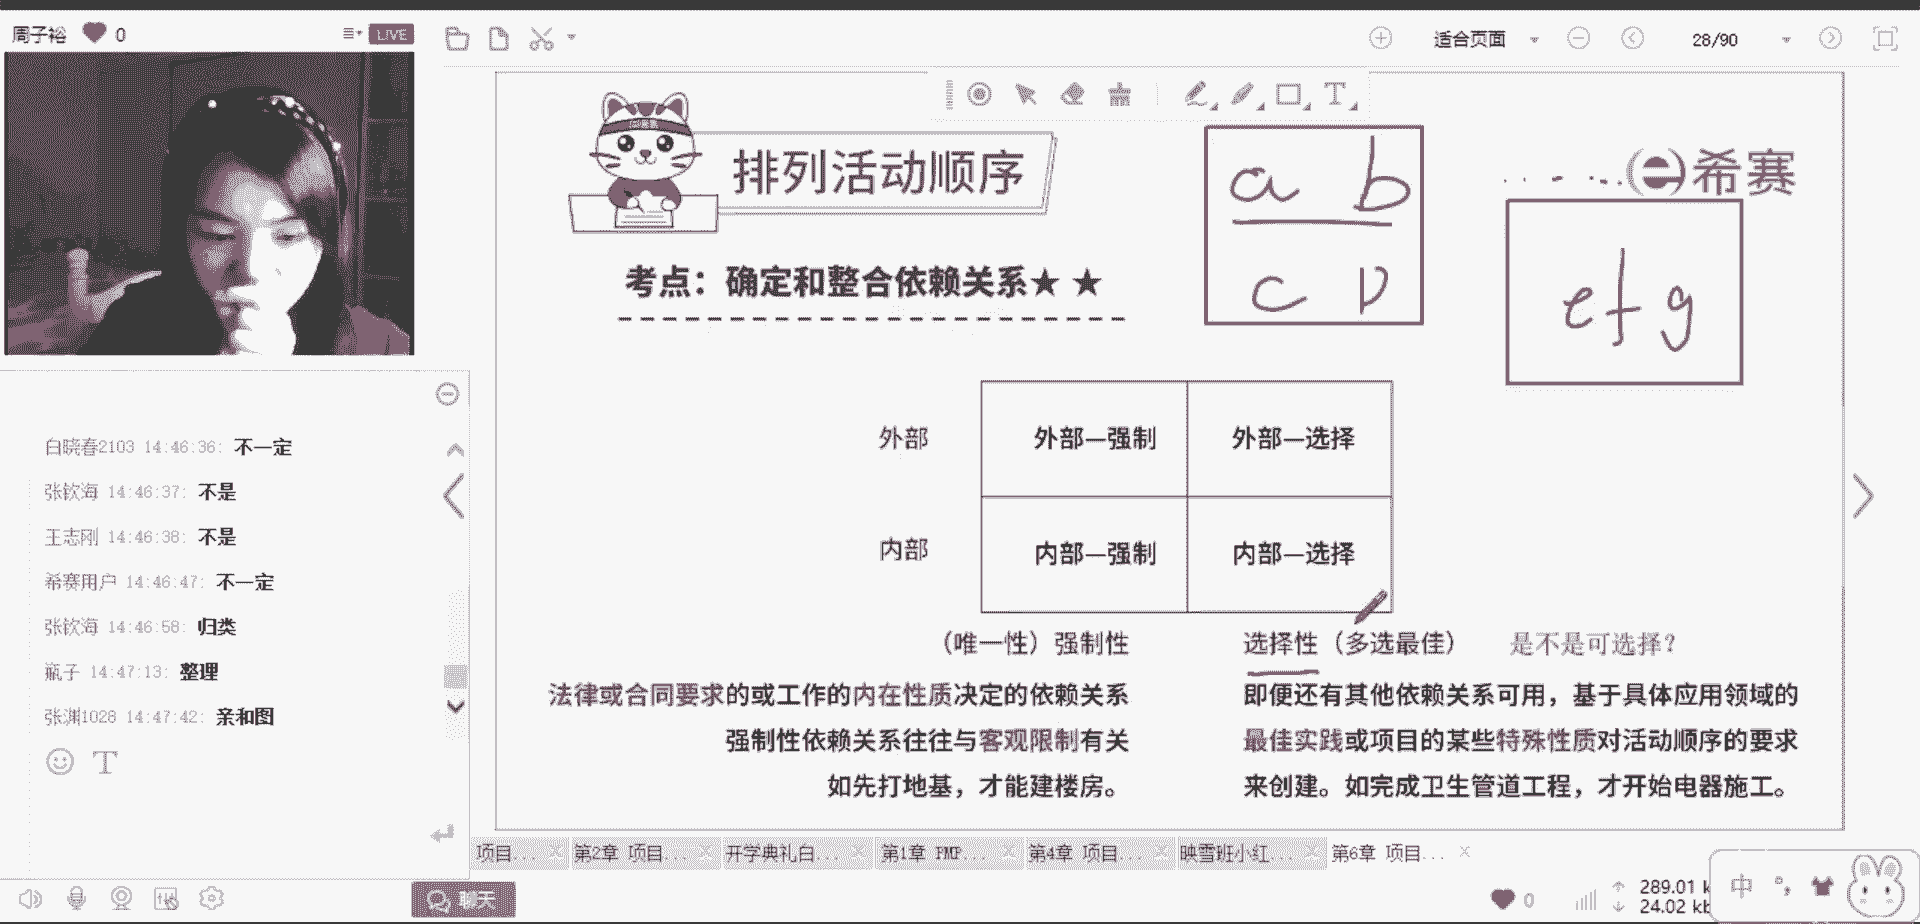 周子裕 0 LIVE
适合页面 28/90
排列活动顺序
希赛
a b
c D
e f g
考点：确定和整合依赖关系★ ★
外部 外部—强制 外部—选择
内部 内部—强制 内部—选择
（唯一性）强制性
法律或合同要求的或工作的内在性质决定的依赖关系
强制性依赖关系往往与客观限制有关
如先打地基，才能建楼房。
选择性（多选最佳） 是不是可选择？
即便还有其他依赖关系可用，基于具体应用领域的
最佳实践或项目的某些特殊性质对活动顺序的要求
来创建。如完成卫生管道工程，才开始电器施工。
白晓春2103 14:46:36: 不一定
张钦海 14:46:37: 不是
王志刚 14:46:38: 不是
希赛用户 14:46:47: 不一定
张钦海 14:46:58: 归类
瓶子 14:47:13: 整理
张渊1028 14:47:42: 亲和图
T
项目... 第2章 项目... 开学典礼白... 第1章 PMP... 第4章 项目... 映雪班小红... 第6章 项目...
聊天
0
289.01 k
24.02 kb
中